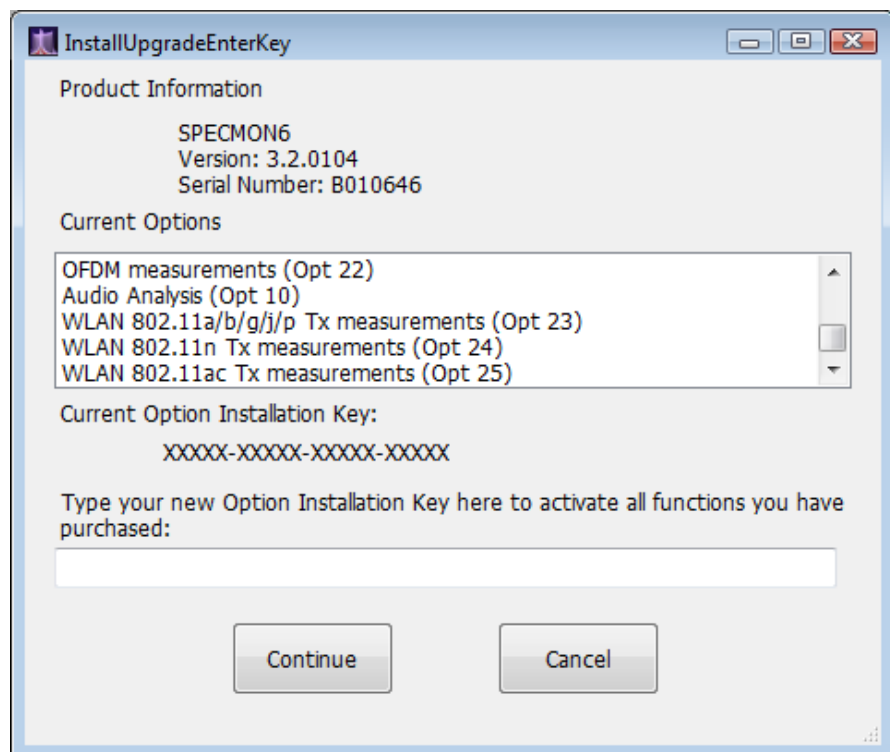 InstallUpgradeEnterKey
Product Information
SPECMON6
Version: 3.2.0104
Serial Number: B010646
Current Options
OFDM measurements (Opt 22)
Audio Analysis (Opt 10)
WLAN 802.11a/b/g/j/p Tx measurements (Opt 23)
WLAN 802.11n Tx measurements (Opt 24)
WLAN 802.11ac Tx measurements (Opt 25)
Current Option Installation Key:
XXXXX-XXXXX-XXXXX-XXXXX
Type your new Option Installation Key here to activate all functions you have
purchased:
Continue
Cancel